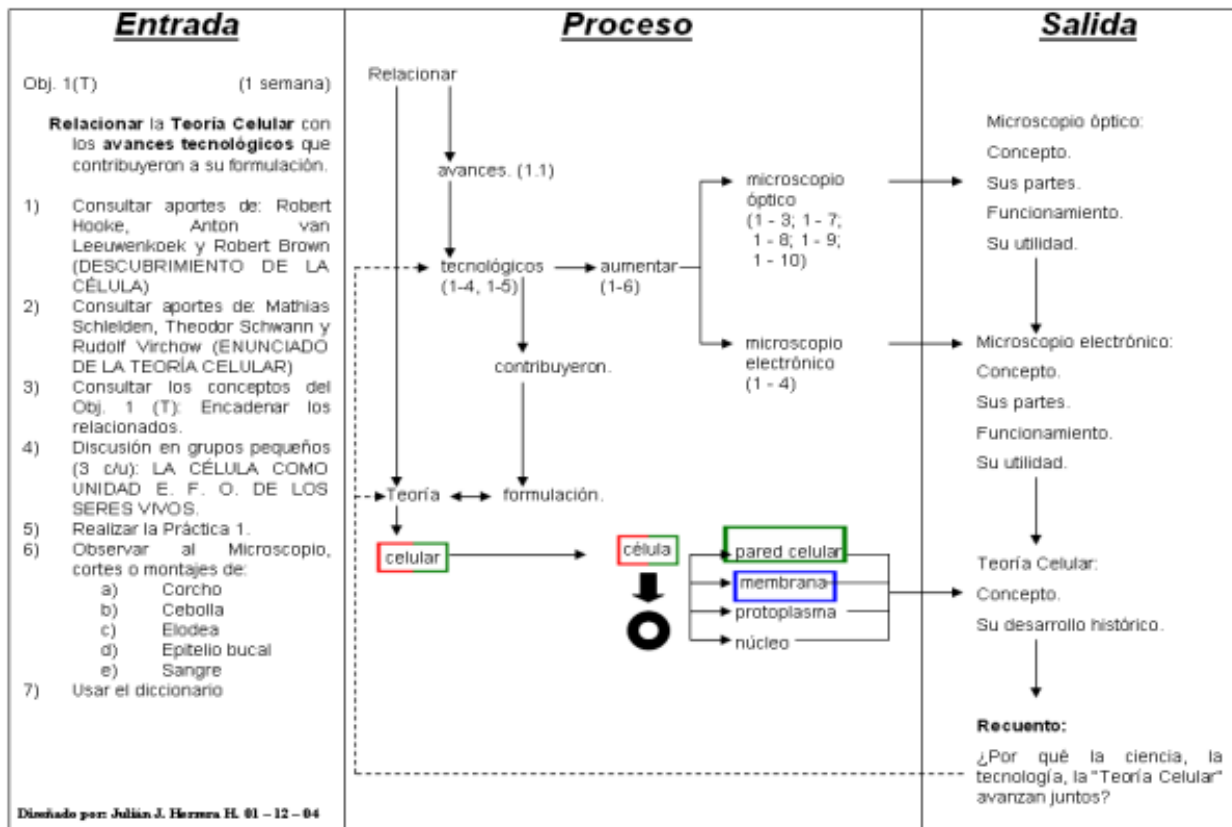 Entrada
Obj. 1(T) (1 semana)
Relacionar la Teoría Celular con
los avances tecnológicos que
contribuyeron a su formulación.
1) Consultar aportes de: Robert
Hooke, Anton van
Leeuwenkoek y Robert Brown
(DESCUBRIMIENTO DE LA
CÉLULA)
2) Consultar aportes de: Mathias
Schleiden, Theodor Schwann y
Rudolf Virchow (ENUNCIADO
DE LA TEORÍA CELULAR)
3) Consultar los conceptos del
Obj. 1 (T): Encadenar los
relacionados.
4) Discusión en grupos pequeños
(3 c/u): LA CÉLULA COMO
UNIDAD E. F. O. DE LOS
SERES VIVOS.
5) Realizar la Práctica 1.
6) Observar al Microscopio,
cortes o montajes de:
a) Corcho
b) Cebolla
c) Elodea
d) Epitelio bucal
e) Sangre
7) Usar el diccionario
Diseñado por: Julián J. Herrera H. 01 – 12 – 04
Proceso
Relacionar
avances. (1.1)
tecnológicos
(1-4, 1-5)
aumentar
(1-6)
microscopio
óptico
(1 - 3; 1 - 7;
1 - 8; 1 - 9;
1 - 10)
microscopio
electrónico
(1 - 4)
contribuyeron.
Teoría
formulación.
celular
célula
pared celular
membrana
protoplasma
núcleo
Salida
Microscopio óptico:
Concepto.
Sus partes.
Funcionamiento.
Su utilidad.
Microscopio electrónico:
Concepto.
Sus partes.
Funcionamiento.
Su utilidad.
Teoría Celular:
Concepto.
Su desarrollo histórico.
Recuento:
¿Por qué la ciencia, la
tecnología, la "Teoría Celular"
avanzan juntos?